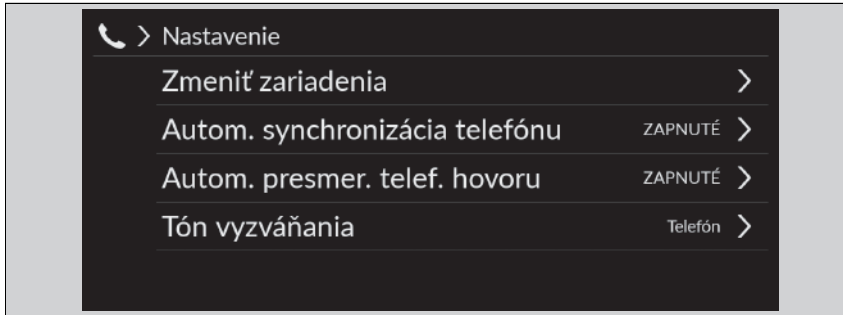 Nastavenie
Zmeniť zariadenia
Autom. synchronizácia telefónu ZAPNUTÉ
Autom. presmer. telef. hovoru ZAPNUTÉ
Tón vyzváňania Telefón